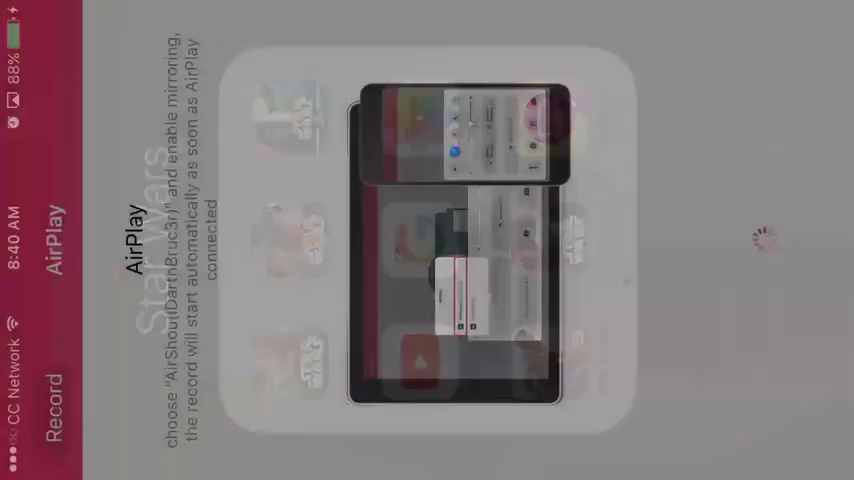 CC Network
8:40 AM
88%
Record
AirPlay
AirPlay
Star Wars
choose "AirShout(DarthBruc3r)" and enable mirroring,
the record will start automatically as soon as AirPlay
connected